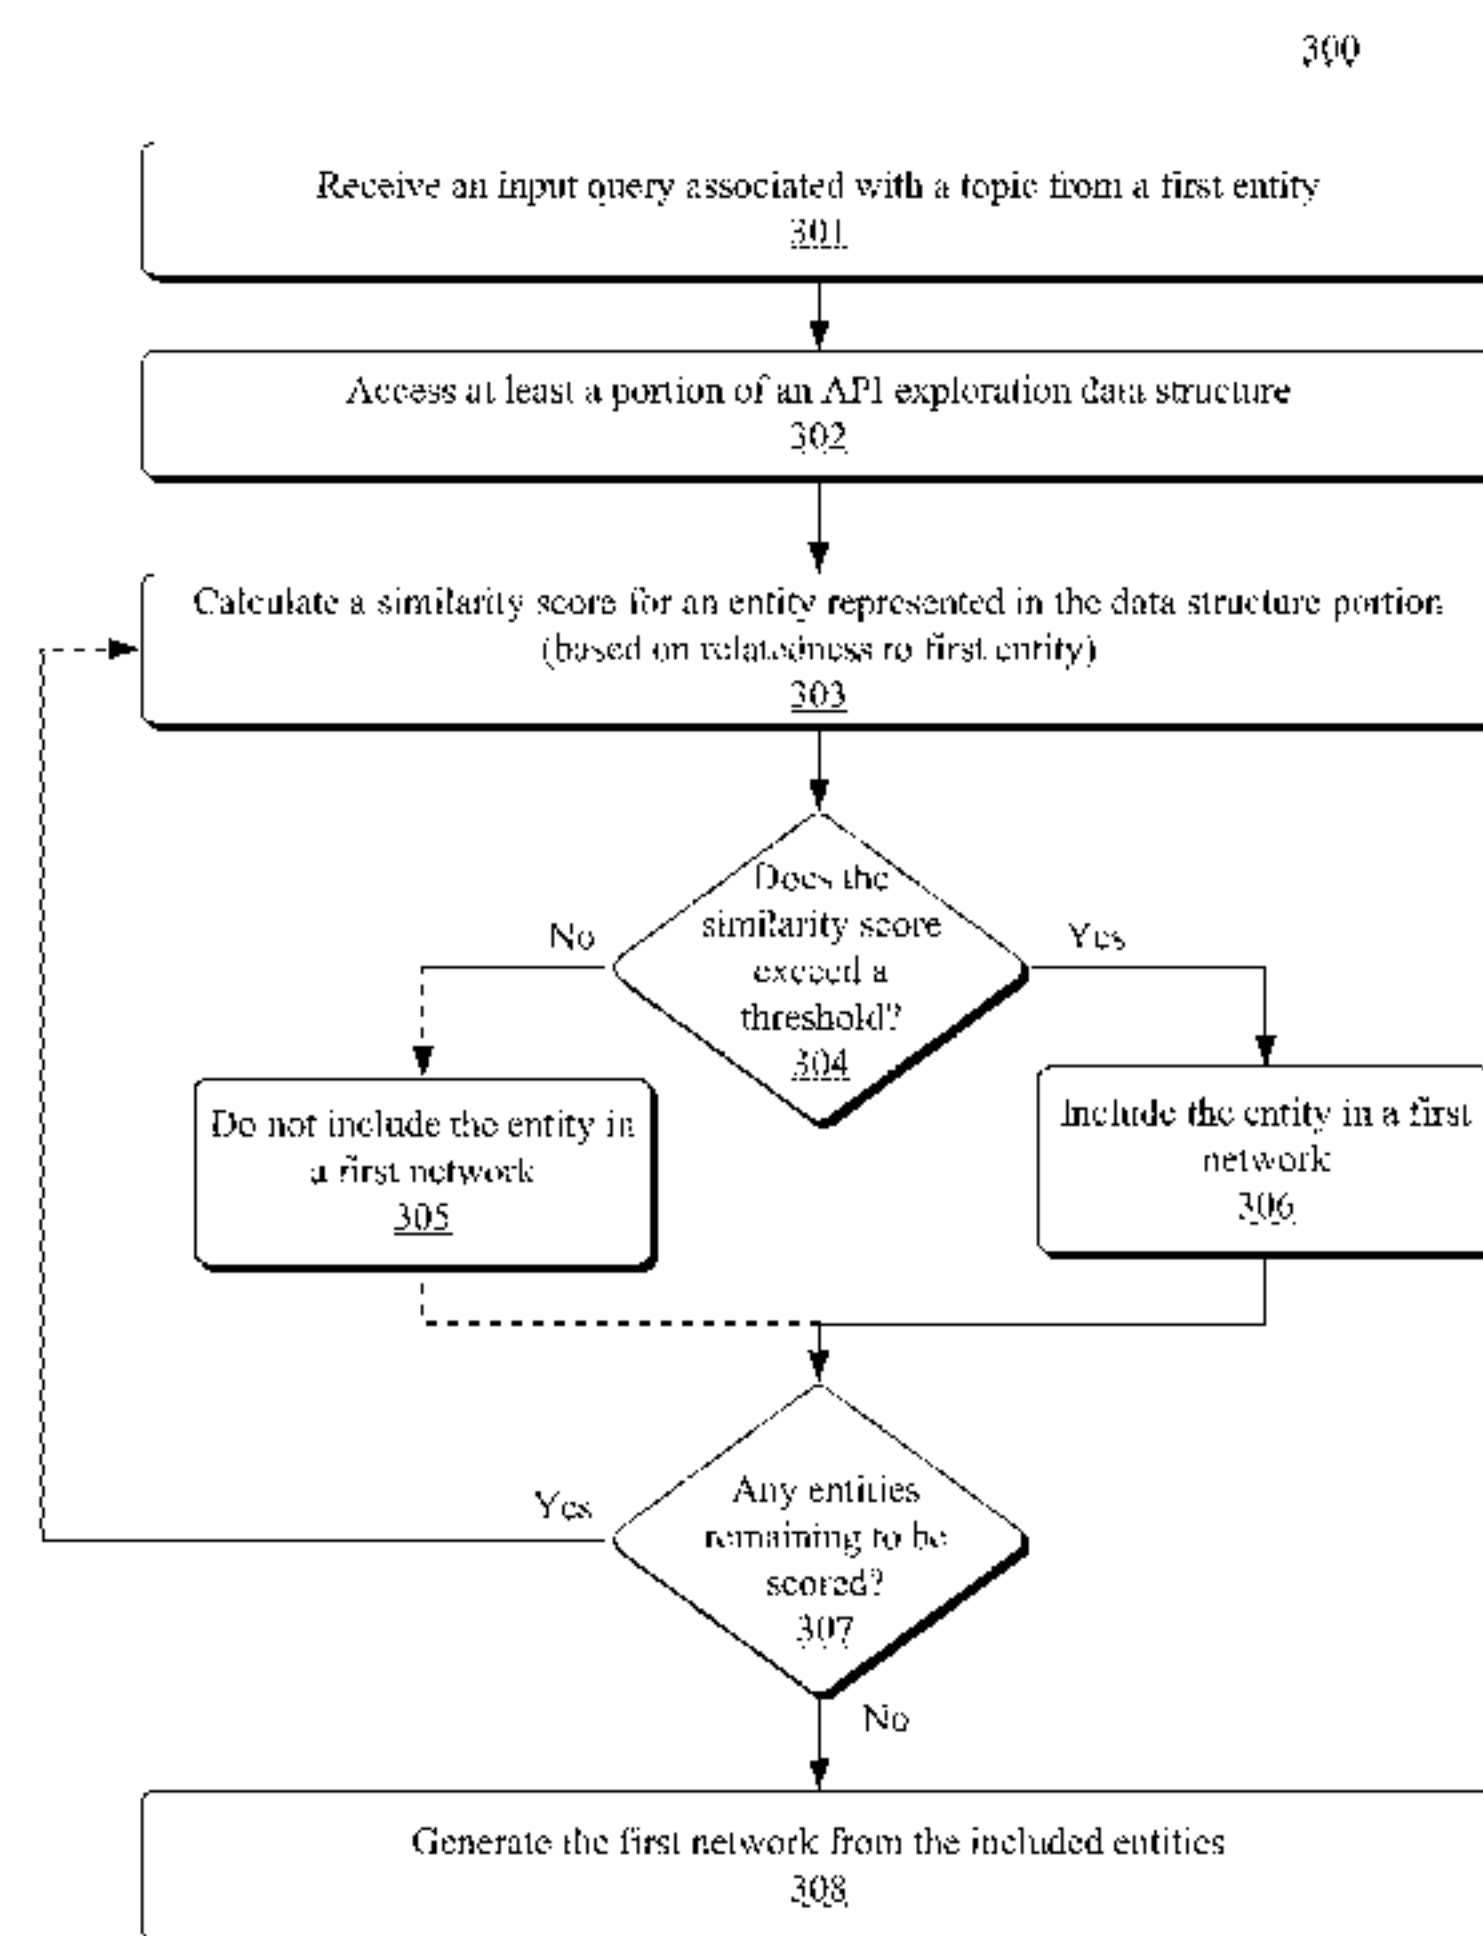 300
Receive an input query associated with a topic from a first entity
301
Access at least a portion of an API exploration data structure
302
Calculate a similarity score for an entity represented in the data structure portion
(based on relatedness to first entity)
303
Does the
similarity score
exceed a
threshold?
304
No
Yes
Do not include the entity in
a first network
305
Include the entity in a first
network
306
Any entities
remaining to be
scored?
307
Yes
No
Generate the first network from the included entities
308